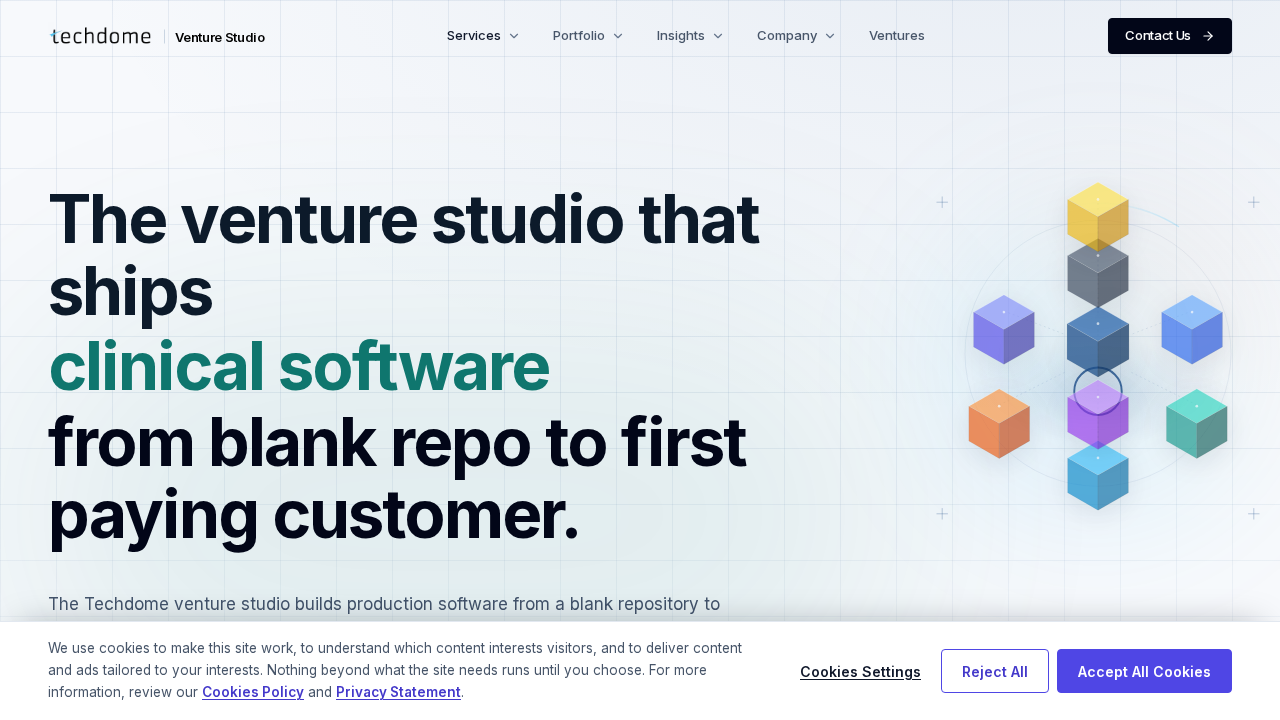 techdome Venture Studio Services Portfolio Insights Company Ventures Contact Us
The venture studio that
ships
clinical software
from blank repo to first
paying customer.
The Techdome venture studio builds production software from a blank repository to
We use cookies to make this site work, to understand which content interests visitors, and to deliver content
and ads tailored to your interests. Nothing beyond what the site needs runs until you choose. For more
information, review our Cookies Policy and Privacy Statement.
Cookies Settings Reject All Accept All Cookies